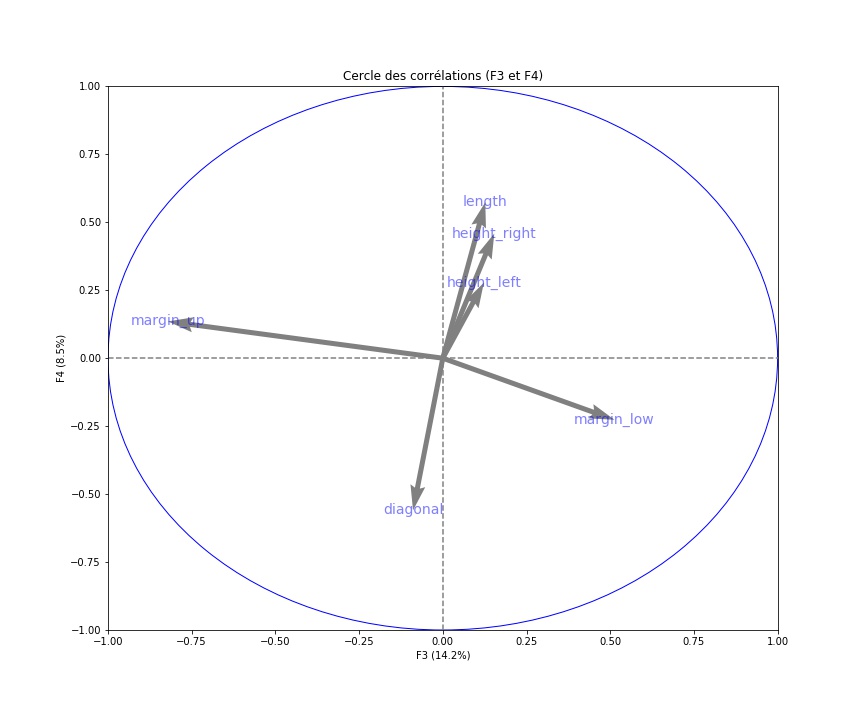 Cercle des corrélations (F3 et F4)
1.00
0.75
0.50
0.25
0.00
−0.25
−0.50
−0.75
−1.00
F4 (8.5%)
length
height_right
height_left
margin_up
margin_low
diagonal
−1.00 −0.75 −0.50 −0.25 0.00 0.25 0.50 0.75 1.00
F3 (14.2%)